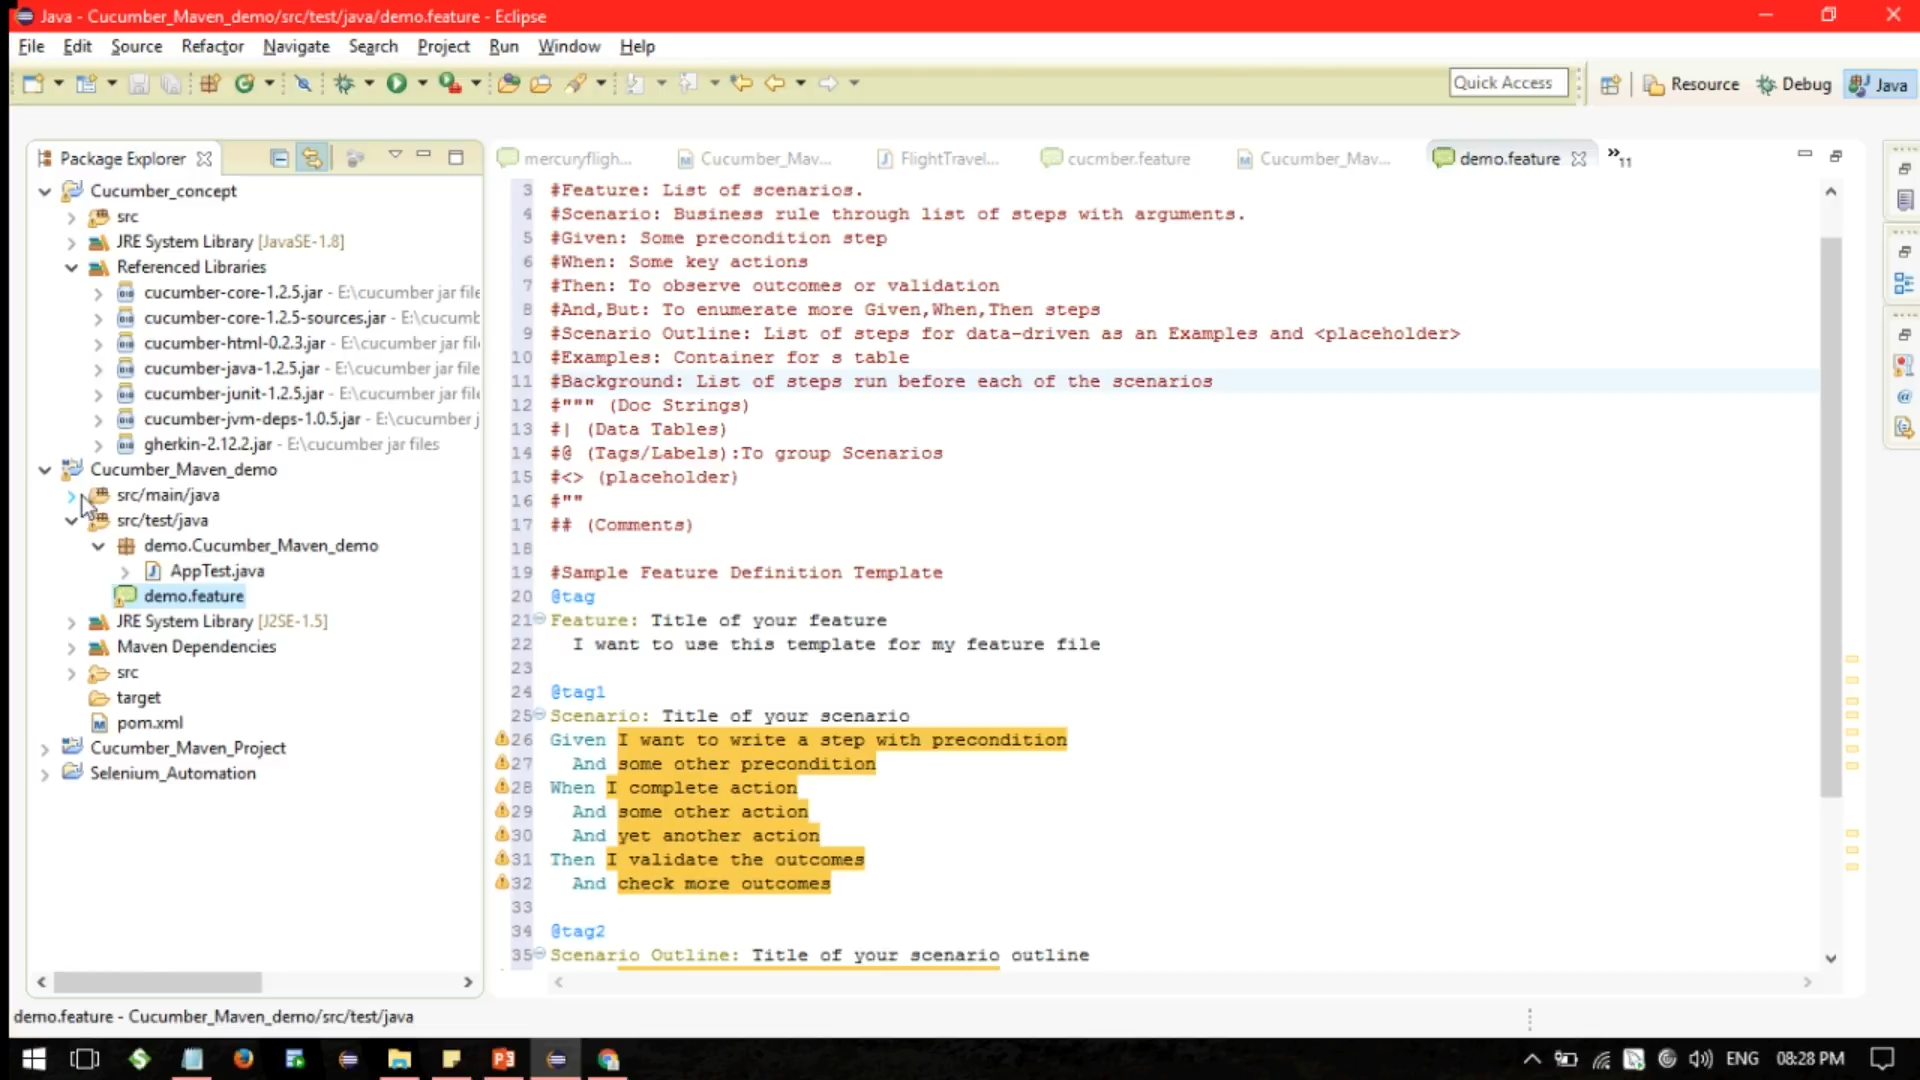 Java - Cucumber_Maven_demo/src/test/java/demo.feature - Eclipse
File Edit Source Refactor Navigate Search Project Run Window Help
Quick Access
Resource
Debug
Java
Package Explorer
Cucumber_concept
src
JRE System Library [JavaSE-1.8]
Referenced Libraries
cucumber-core-1.2.5.jar - E:\cucumber jar file
cucumber-core-1.2.5-sources.jar - E:\cucumb
cucumber-html-0.2.3.jar - E:\cucumber jar file
cucumber-java-1.2.5.jar - E:\cucumber jar file
cucumber-junit-1.2.5.jar - E:\cucumber jar file
cucumber-jvm-deps-1.0.5.jar - E:\cucumber j
gherkin-2.12.2.jar - E:\cucumber jar files
Cucumber_Maven_demo
src/main/java
src/test/java
demo.Cucumber_Maven_demo
AppTest.java
demo.feature
JRE System Library [J2SE-1.5]
Maven Dependencies
src
target
pom.xml
Cucumber_Maven_Project
Selenium_Automation
mercuryfligh... Cucumber_Mav... FlightTravel... cucmber.feature Cucumber_Mav... demo.feature »11
3 #Feature: List of scenarios.
4 #Scenario: Business rule through list of steps with arguments.
5 #Given: Some precondition step
6 #When: Some key actions
7 #Then: To observe outcomes or validation
8 #And,But: To enumerate more Given,When,Then steps
9 #Scenario Outline: List of steps for data-driven as an Examples and <placeholder>
10 #Examples: Container for s table
11 #Background: List of steps run before each of the scenarios
12 #""" (Doc Strings)
13 #| (Data Tables)
14 #@ (Tags/Labels):To group Scenarios
15 #<> (placeholder)
16 #""
17 ## (Comments)
18
19 #Sample Feature Definition Template
20 @tag
21 Feature: Title of your feature
22 I want to use this template for my feature file
23
24 @tag1
25 Scenario: Title of your scenario
26 Given I want to write a step with precondition
27 And some other precondition
28 When I complete action
29 And some other action
30 And yet another action
31 Then I validate the outcomes
32 And check more outcomes
33
34 @tag2
35 Scenario Outline: Title of your scenario outline
demo.feature - Cucumber_Maven_demo/src/test/java
ENG 08:28 PM